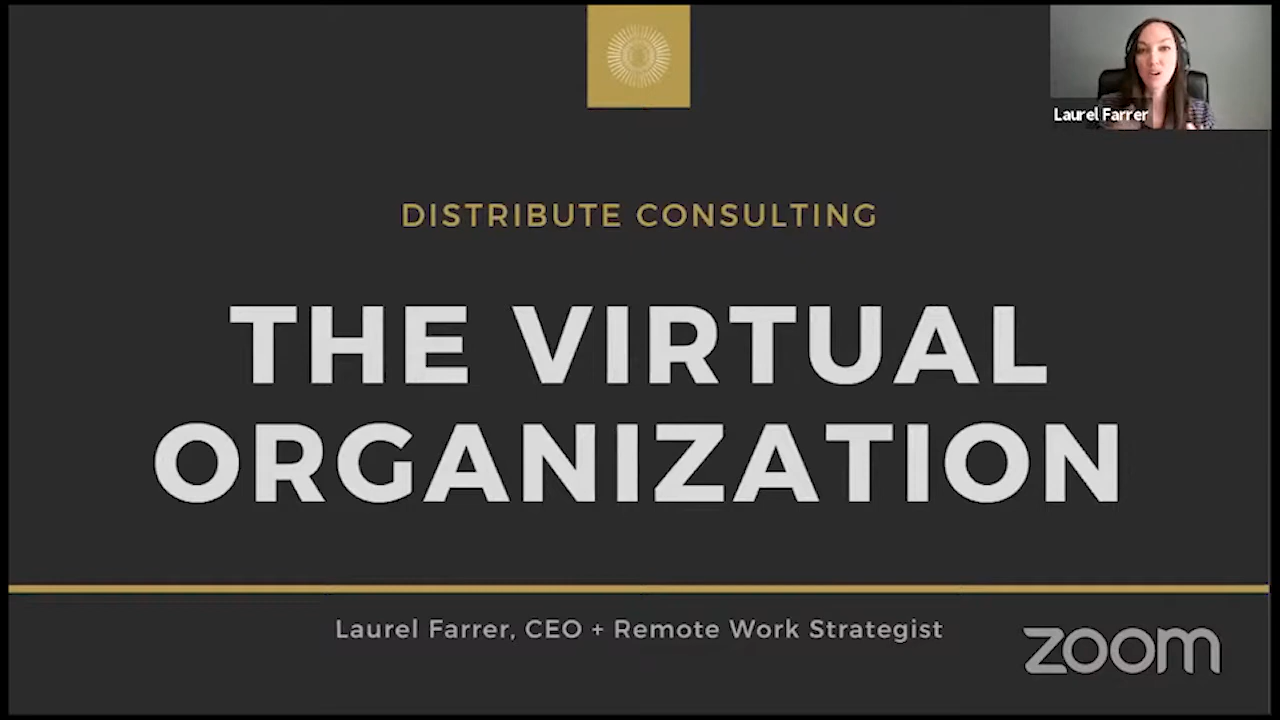 Laurel Farrer
DISTRIBUTE CONSULTING
THE VIRTUAL
ORGANIZATION
Laurel Farrer, CEO + Remote Work Strategist
zoom